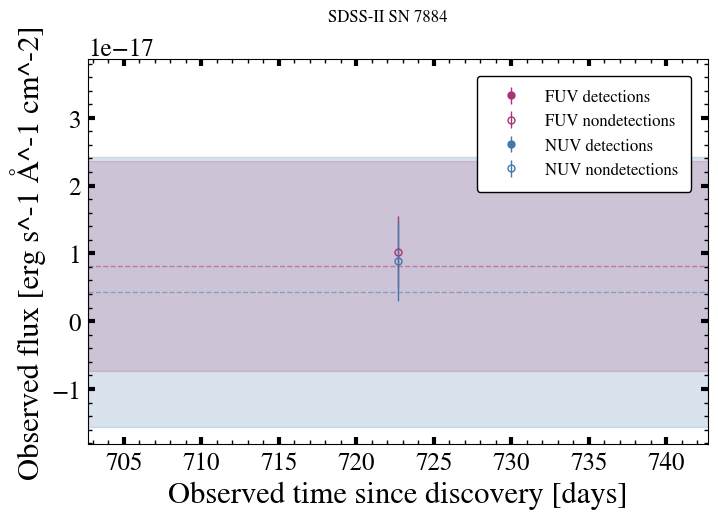 SDSS-II SN 7884
1e−17
FUV detections
FUV nondetections
NUV detections
NUV nondetections
3
2
1
0
−1
Observed flux [erg s^-1 Å^-1 cm^-2]
705 710 715 720 725 730 735 740
Observed time since discovery [days]